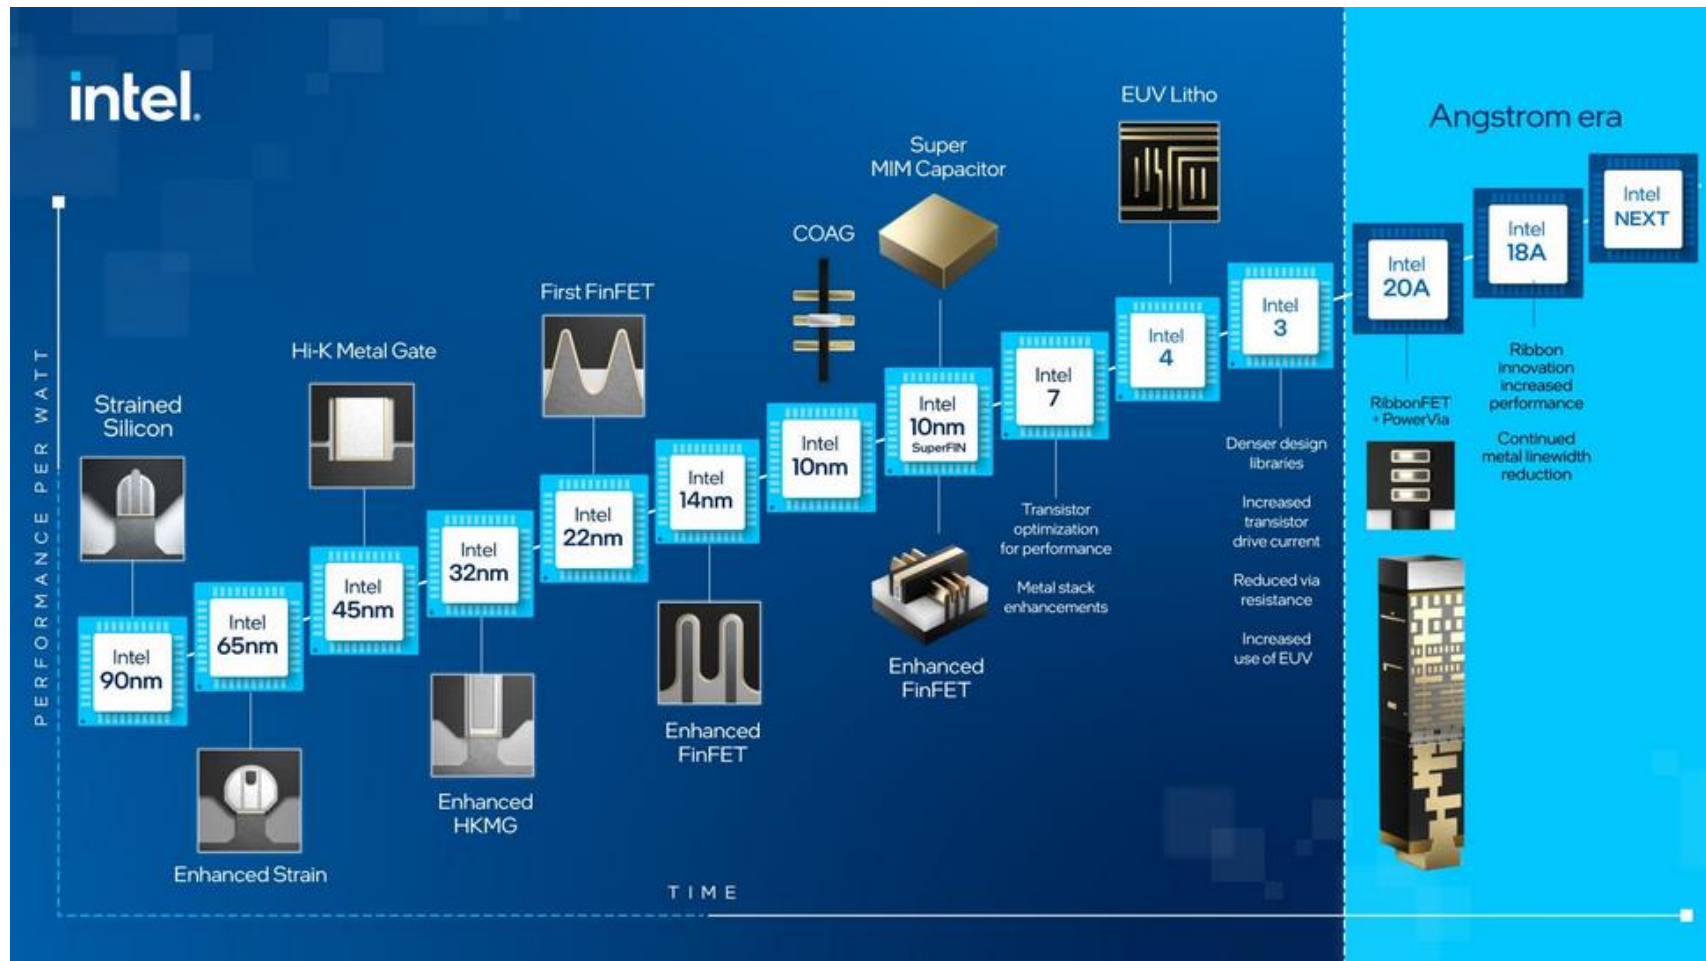 intel.
PERFORMANCE PER WATT
Strained
Silicon
Intel
90nm
Intel
65nm
Enhanced Strain
Hi-K Metal Gate
Intel
45nm
Intel
32nm
Enhanced
HKMG
First FinFET
Intel
22nm
Intel
14nm
Enhanced
FinFET
COAG
Intel
10nm
Super
MIM Capacitor
Intel
10nm
SuperFIN
Enhanced
FinFET
Intel
7
Transistor
optimization
for performance
Metal stack
enhancements
EUV Litho
Intel
4
Intel
3
Denser design
libraries
Increased
transistor
drive current
Reduced via
resistance
Increased
use of EUV
Angstrom era
Intel
20A
RibbonFET
+ PowerVia
Intel
18A
Ribbon
innovation
increased
performance
Continued
metal linewidth
reduction
Intel
NEXT
TIME